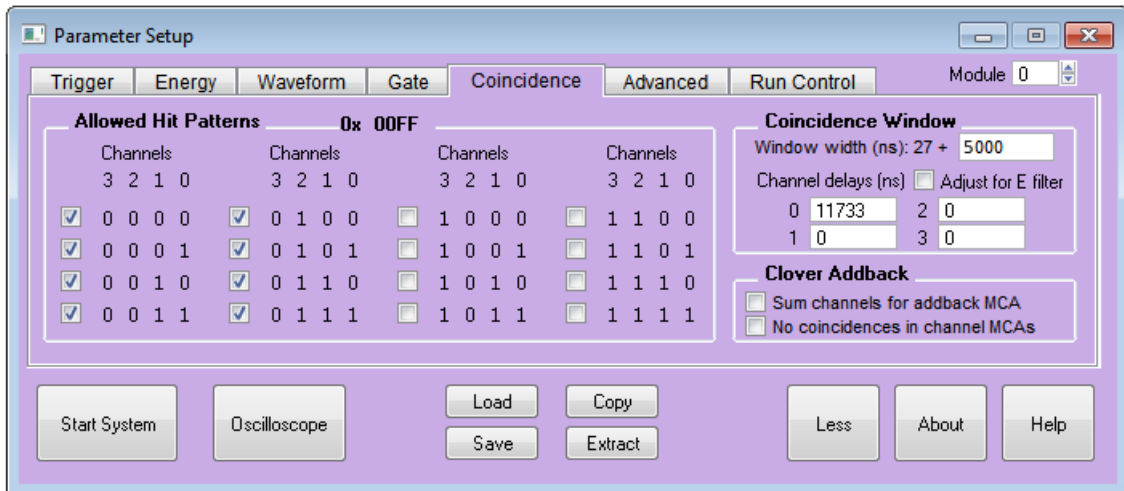 Parameter Setup
Trigger Energy Waveform Gate Coincidence Advanced Run Control Module 0
Allowed Hit Patterns 0x 00FF
Channels Channels Channels Channels
3 2 1 0 3 2 1 0 3 2 1 0 3 2 1 0
0 0 0 0 0 1 0 0 1 0 0 0 1 1 0 0
0 0 0 1 0 1 0 1 1 0 0 1 1 1 0 1
0 0 1 0 0 1 1 0 1 0 1 0 1 1 1 0
0 0 1 1 0 1 1 1 1 0 1 1 1 1 1 1
Coincidence Window
Window width (ns): 27 + 5000
Channel delays (ns) Adjust for E filter
0 11733 2 0
1 0 3 0
Clover Addback
Sum channels for addback MCA
No coincidences in channel MCAs
Start System Oscilloscope Load Copy Less About Help
Save Extract